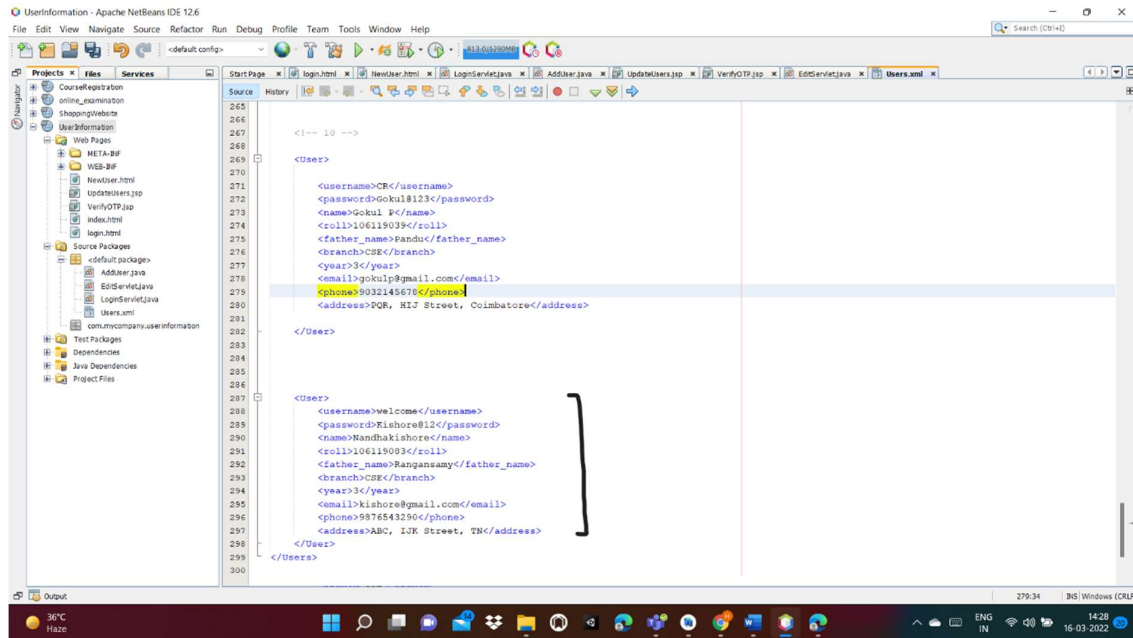 UserInformation - Apache NetBeans IDE 12.6
File Edit View Navigate Source Refactor Run Debug Profile Team Tools Window Help
Search (Ctrl+I)
<default config>
Projects Files Services
Start Page login.html NewUser.html LoginServlet.java AddUser.java UpdateUsers.jsp VerifyOTP.jsp EditServlet.java Users.xml
Source History
Navigator
CourseRegistration
online_examination
ShoppingWebsite
UserInformation
Web Pages
META-INF
WEB-INF
NewUser.html
UpdateUsers.jsp
VerifyOTP.jsp
index.html
login.html
Source Packages
<default package>
AddUser.java
EditServlet.java
LoginServlet.java
Users.xml
com.mycompany.userinformation
Test Packages
Dependencies
Java Dependencies
Project Files
265
266
267 <!-- 10 -->
268
269 <User>
270
271 <username>CR</username>
272 <password>Gokul@123</password>
273 <name>Gokul P</name>
274 <roll>106119039</roll>
275 <father_name>Pandu</father_name>
276 <branch>CSE</branch>
277 <year>3</year>
278 <email>gokulp@gmail.com</email>
279 <phone>9032145678</phone>
280 <address>PQR, HIJ Street, Coimbatore</address>
281
282 </User>
283
284
285
286
287 <User>
288 <username>welcome</username>
289 <password>Kishore@12</password>
290 <name>Nandhakishore</name>
291 <roll>106119083</roll>
292 <father_name>Rangansamy</father_name>
293 <branch>CSE</branch>
294 <year>3</year>
295 <email>kishore@gmail.com</email>
296 <phone>9876543290</phone>
297 <address>ABC, IJK Street, TN</address>
298 </User>
299 </Users>
300
Output
279:34 INS Windows (CRLF
36°C
Haze
ENG
IN
14:28
16-03-2022